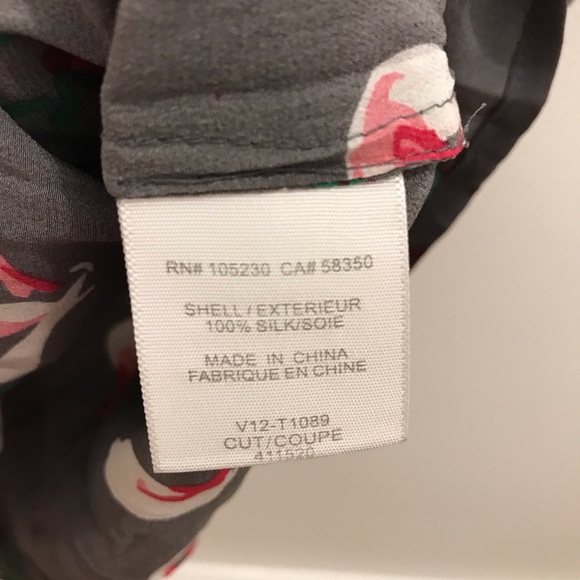 RN# 105230 CA# 58350
SHELL/EXTERIEUR
100% SILK/SOIE
MADE IN CHINA
FABRIQUE EN CHINE
V12-T1089
CUT/COUPE
411520